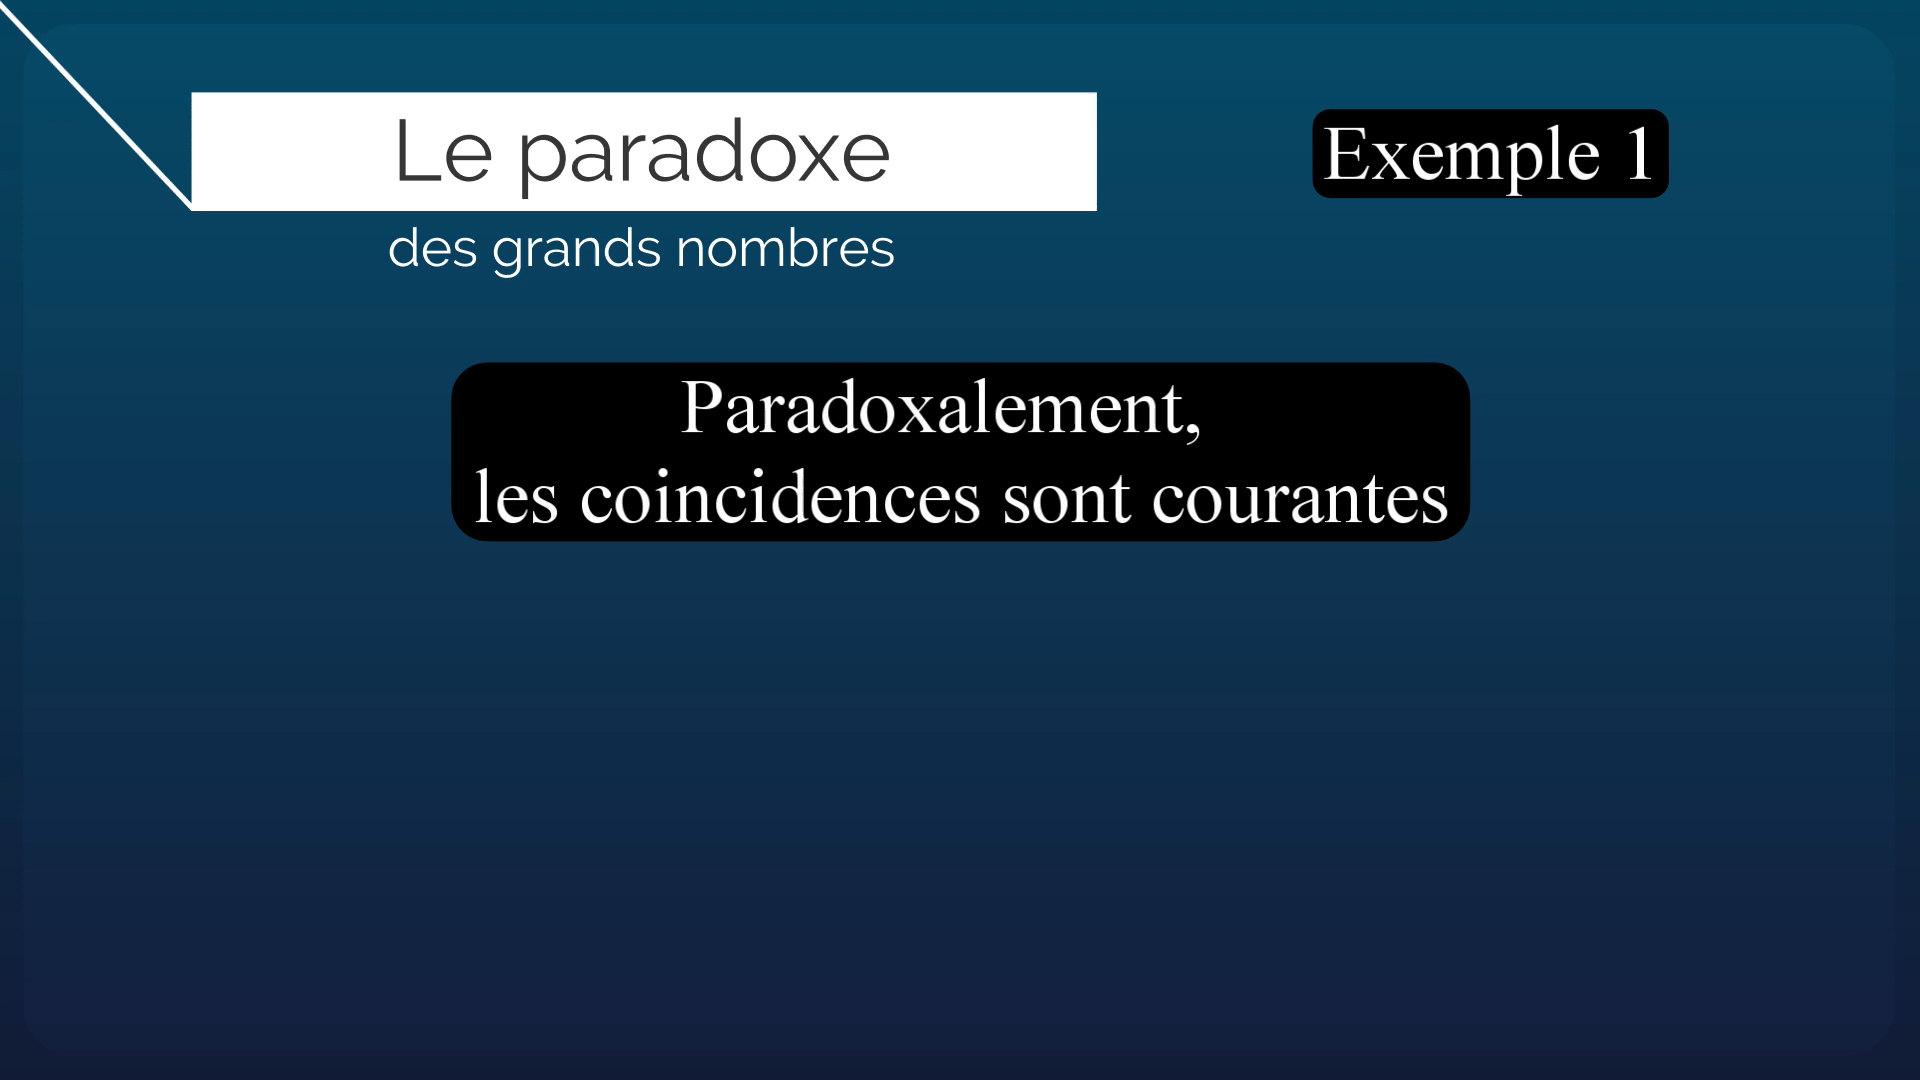 Le paradoxe
des grands nombres
Exemple 1
Paradoxalement,
les coincidences sont courantes